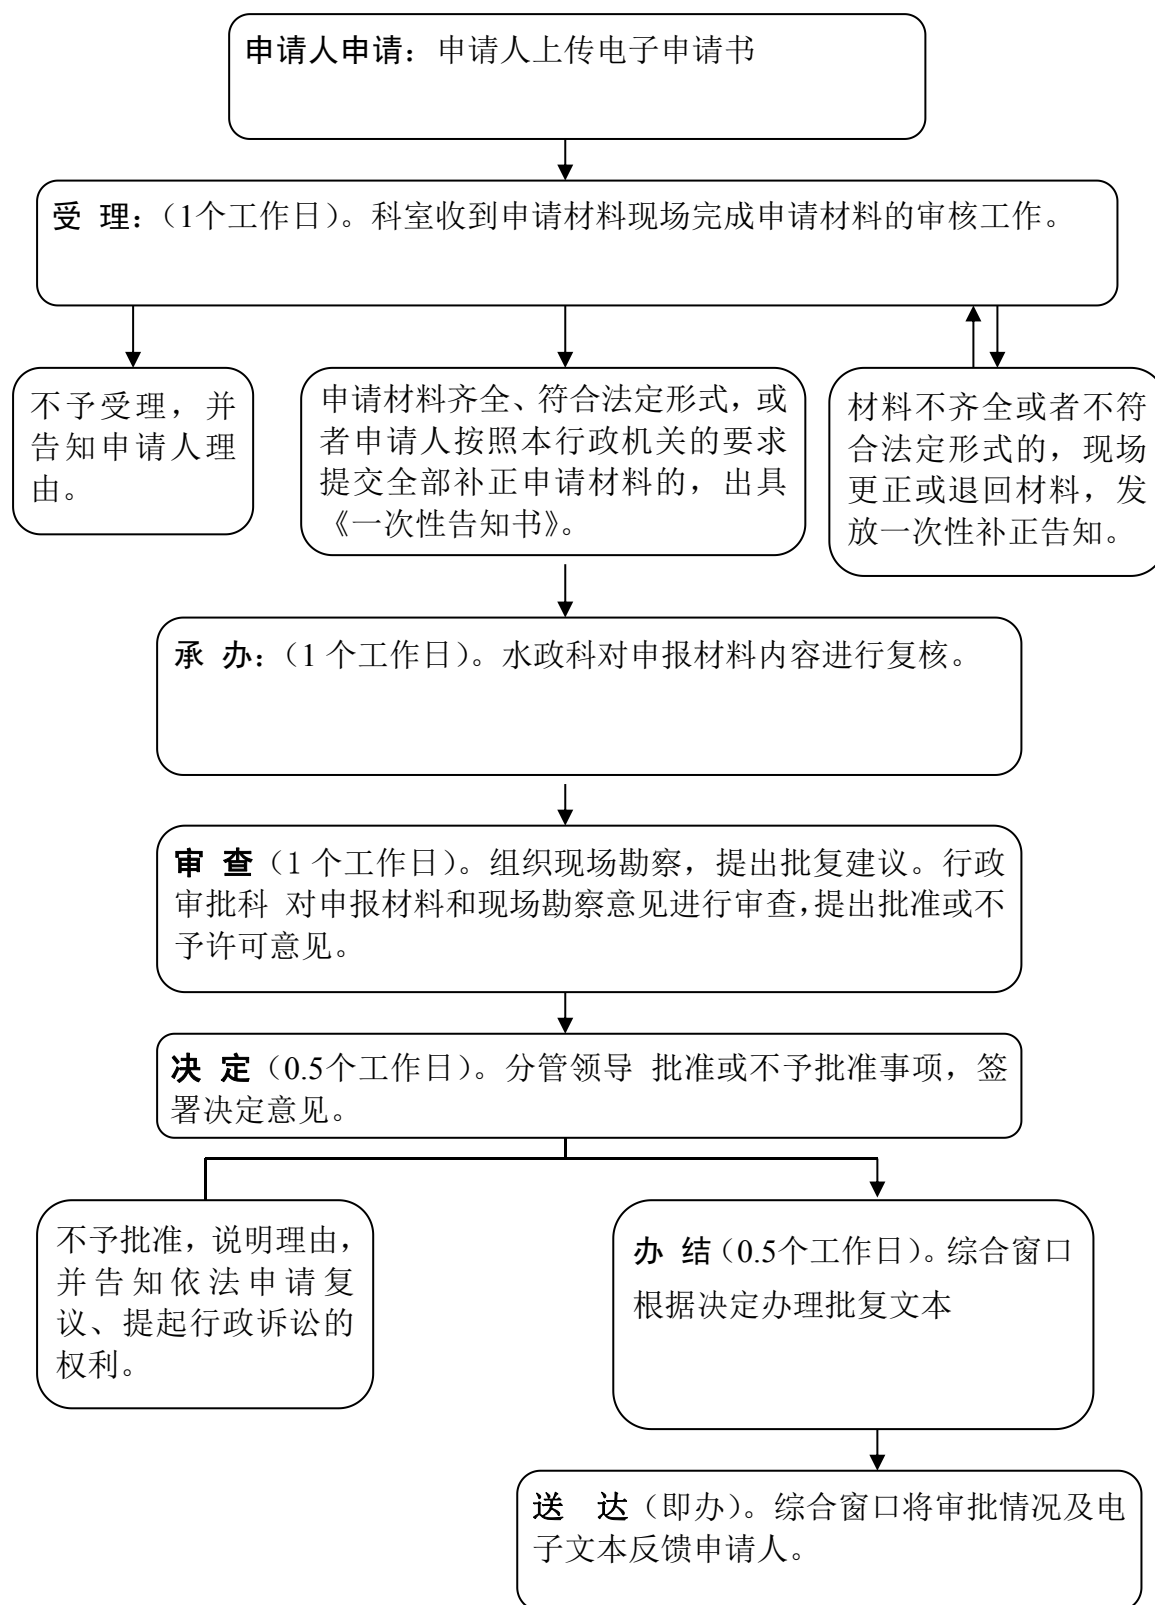 申请人申请：申请人上传电子申请书
受 理：（1个工作日）。科室收到申请材料现场完成申请材料的审核工作。
不予受理，并
告知申请人理
由。
申请材料齐全、符合法定形式，或
者申请人按照本行政机关的要求
提交全部补正申请材料的，出具
《一次性告知书》。
材料不齐全或者不符
合法定形式的，现场
更正或退回材料，发
放一次性补正告知。
承 办：（1 个工作日）。水政科对申报材料内容进行复核。
审 查（1 个工作日）。组织现场勘察，提出批复建议。行政
审批科 对申报材料和现场勘察意见进行审查，提出批准或不
予许可意见。
决 定（0.5个工作日）。分管领导 批准或不予批准事项，签
署决定意见。
不予批准，说明理由，
并告知依法申请复
议、提起行政诉讼的
权利。
办 结（0.5个工作日）。综合窗口
根据决定办理批复文本
送 达（即办）。综合窗口将审批情况及电
子文本反馈申请人。